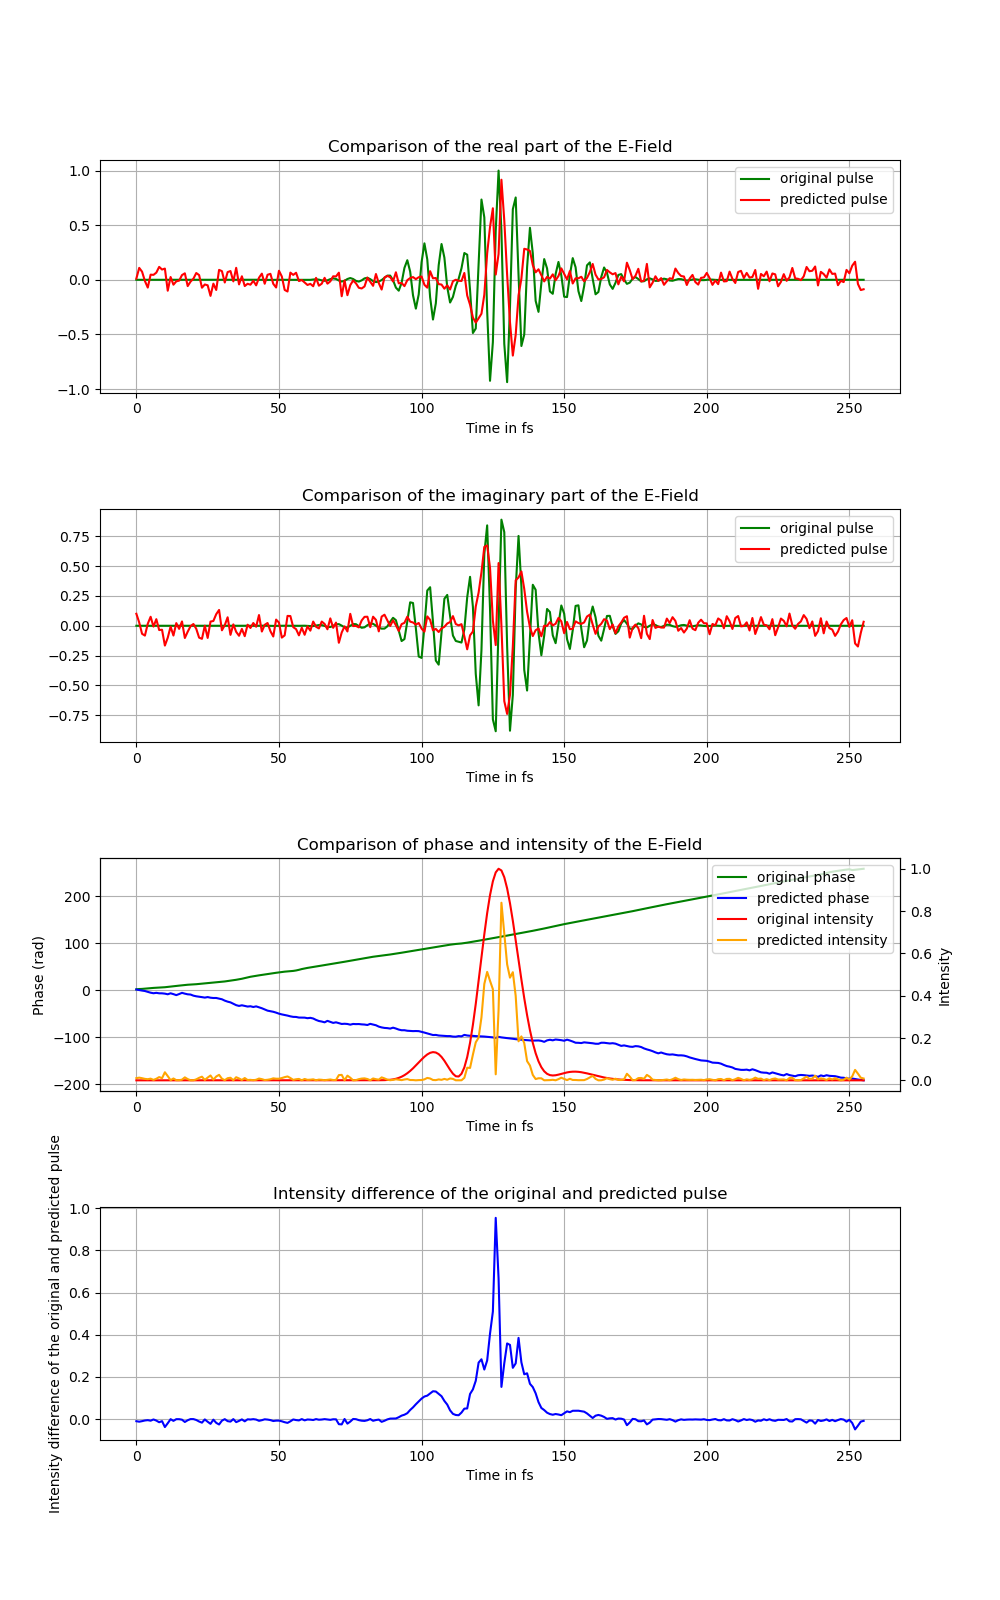 Comparison of the real part of the E-Field
1.0
0.5
0.0
−0.5
−1.0
original pulse
predicted pulse
0 50 100 150 200 250
Time in fs
Comparison of the imaginary part of the E-Field
0.75
0.50
0.25
0.00
−0.25
−0.50
−0.75
original pulse
predicted pulse
0 50 100 150 200 250
Time in fs
Comparison of phase and intensity of the E-Field
Phase (rad)
200
100
0
−100
−200
original phase
predicted phase
original intensity
predicted intensity
1.0
0.8
0.6
0.4
0.2
0.0
Intensity
0 50 100 150 200 250
Time in fs
Intensity difference of the original and predicted pulse
Intensity difference of the original and predicted pulse
1.0
0.8
0.6
0.4
0.2
0.0
0 50 100 150 200 250
Time in fs